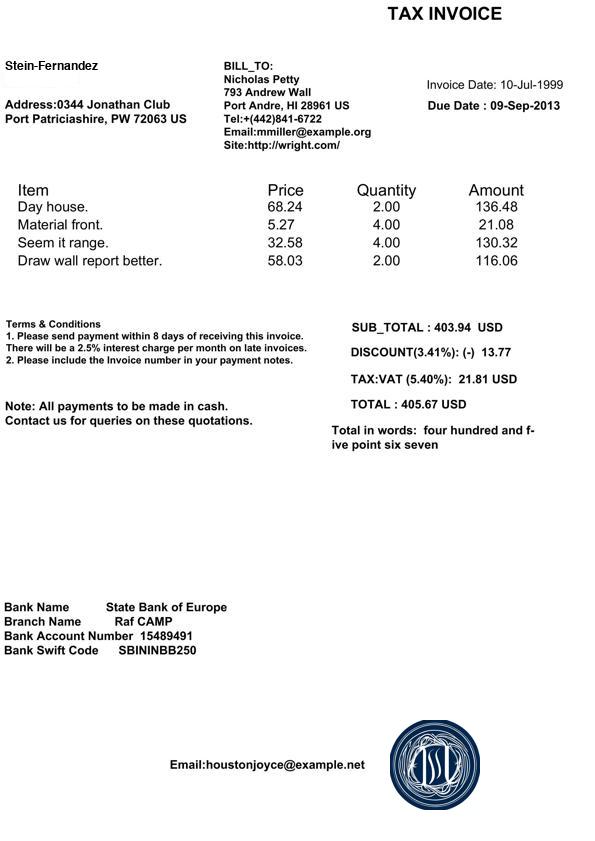 TAX INVOICE
Stein-Fernandez
Address:0344 Jonathan Club
Port Patriciashire, PW 72063 US
BILL_TO:
Nicholas Petty
793 Andrew Wall
Port Andre, HI 28961 US
Tel:+(442)841-6722
Email:mmiller@example.org
Site:http://wright.com/
Invoice Date: 10-Jul-1999
Due Date : 09-Sep-2013
Item Price Quantity Amount
Day house. 68.24 2.00 136.48
Material front. 5.27 4.00 21.08
Seem it range. 32.58 4.00 130.32
Draw wall report better. 58.03 2.00 116.06
Terms & Conditions
1. Please send payment within 8 days of receiving this invoice.
There will be a 2.5% interest charge per month on late invoices.
2. Please include the Invoice number in your payment notes.
Note: All payments to be made in cash.
Contact us for queries on these quotations.
SUB_TOTAL : 403.94 USD
DISCOUNT(3.41%): (-) 13.77
TAX:VAT (5.40%): 21.81 USD
TOTAL : 405.67 USD
Total in words: four hundred and f-
ive point six seven
Bank Name State Bank of Europe
Branch Name Raf CAMP
Bank Account Number 15489491
Bank Swift Code SBININBB250
Email:houstonjoyce@example.net